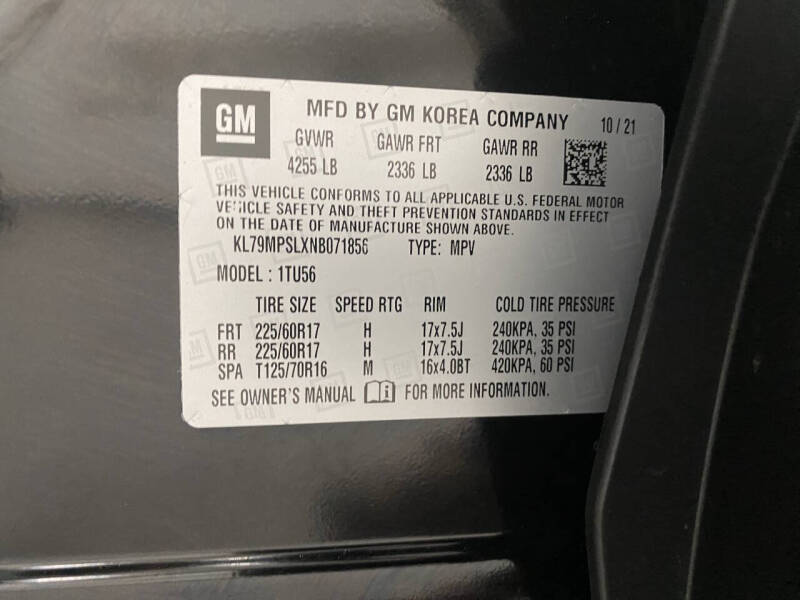 GM MFD BY GM KOREA COMPANY 10 / 21
GVWR GAWR FRT GAWR RR
4255 LB 2336 LB 2336 LB
THIS VEHICLE CONFORMS TO ALL APPLICABLE U.S. FEDERAL MOTOR
VEHICLE SAFETY AND THEFT PREVENTION STANDARDS IN EFFECT
ON THE DATE OF MANUFACTURE SHOWN ABOVE.
KL79MPSLXNB071856 TYPE: MPV
MODEL : 1TU56
TIRE SIZE SPEED RTG RIM COLD TIRE PRESSURE
FRT 225/60R17 H 17x7.5J 240KPA, 35 PSI
RR 225/60R17 H 17x7.5J 240KPA, 35 PSI
SPA T125/70R16 M 16x4.0BT 420KPA, 60 PSI
SEE OWNER'S MANUAL FOR MORE INFORMATION.